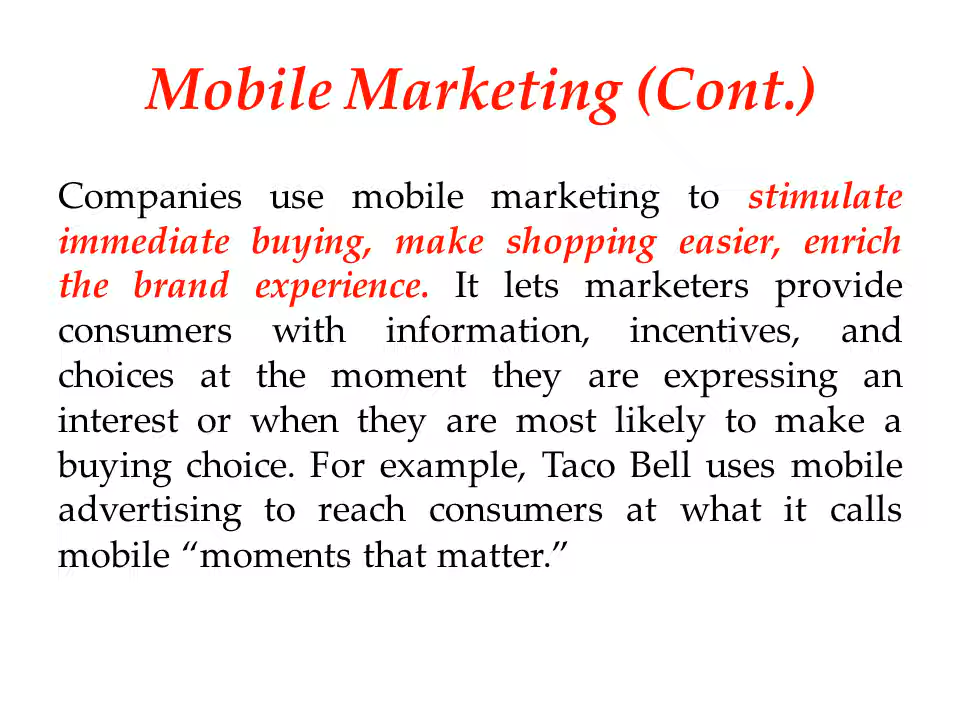 Mobile Marketing (Cont.)
Companies use mobile marketing to stimulate
immediate buying, make shopping easier, enrich
the brand experience. It lets marketers provide
consumers with information, incentives, and
choices at the moment they are expressing an
interest or when they are most likely to make a
buying choice. For example, Taco Bell uses mobile
advertising to reach consumers at what it calls
mobile “moments that matter.”